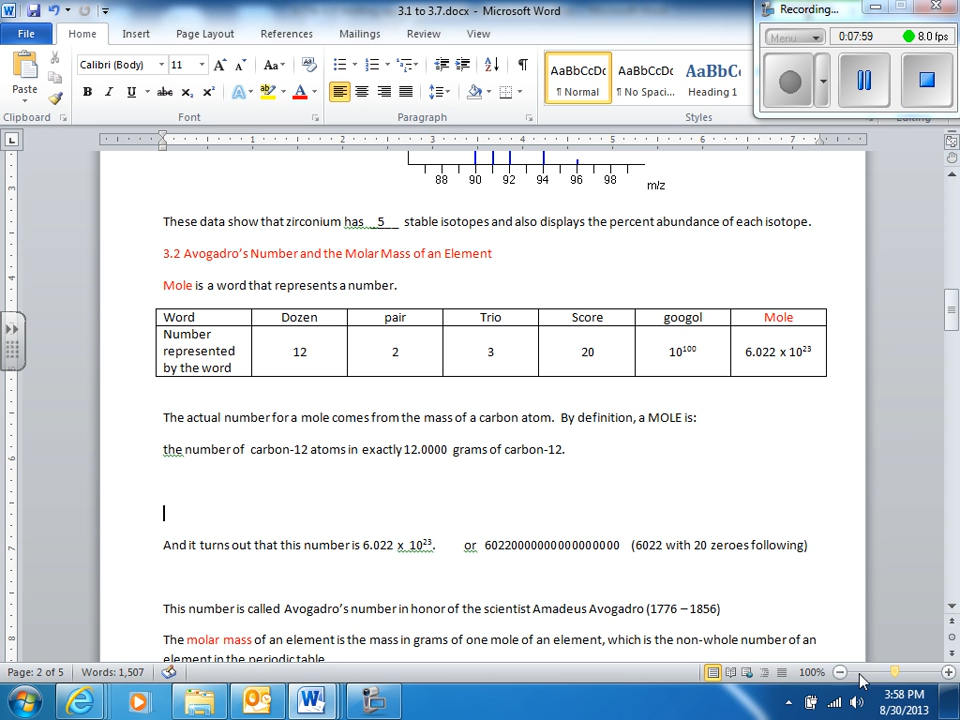 3.1 to 3.7.docx - Microsoft Word
Recording...
File Home Insert Page Layout References Mailings Review View
Menu 0:07:59 8.0 fps
Paste
Calibri (Body) 11
AaBbCcDc AaBbCcDc AaBbC
¶ Normal ¶ No Spaci... Heading 1
Clipboard Font Paragraph Styles Editing
1 2 3 4 5 6 7
88 90 92 94 96 98 m/z
These data show that zirconium has _5__ stable isotopes and also displays the percent abundance of each isotope.
3.2 Avogadro's Number and the Molar Mass of an Element
Mole is a word that represents a number.
Word Dozen pair Trio Score googol Mole
Number represented by the word 12 2 3 20 10¹⁰⁰ 6.022 x 10²³
The actual number for a mole comes from the mass of a carbon atom. By definition, a MOLE is:
the number of carbon-12 atoms in exactly 12.0000 grams of carbon-12.
And it turns out that this number is 6.022 x 10²³. or 60220000000000000000 (6022 with 20 zeroes following)
This number is called Avogadro's number in honor of the scientist Amadeus Avogadro (1776 – 1856)
The molar mass of an element is the mass in grams of one mole of an element, which is the non-whole number of an
element in the periodic table
Page: 2 of 5 Words: 1,507 100%
3:58 PM
8/30/2013